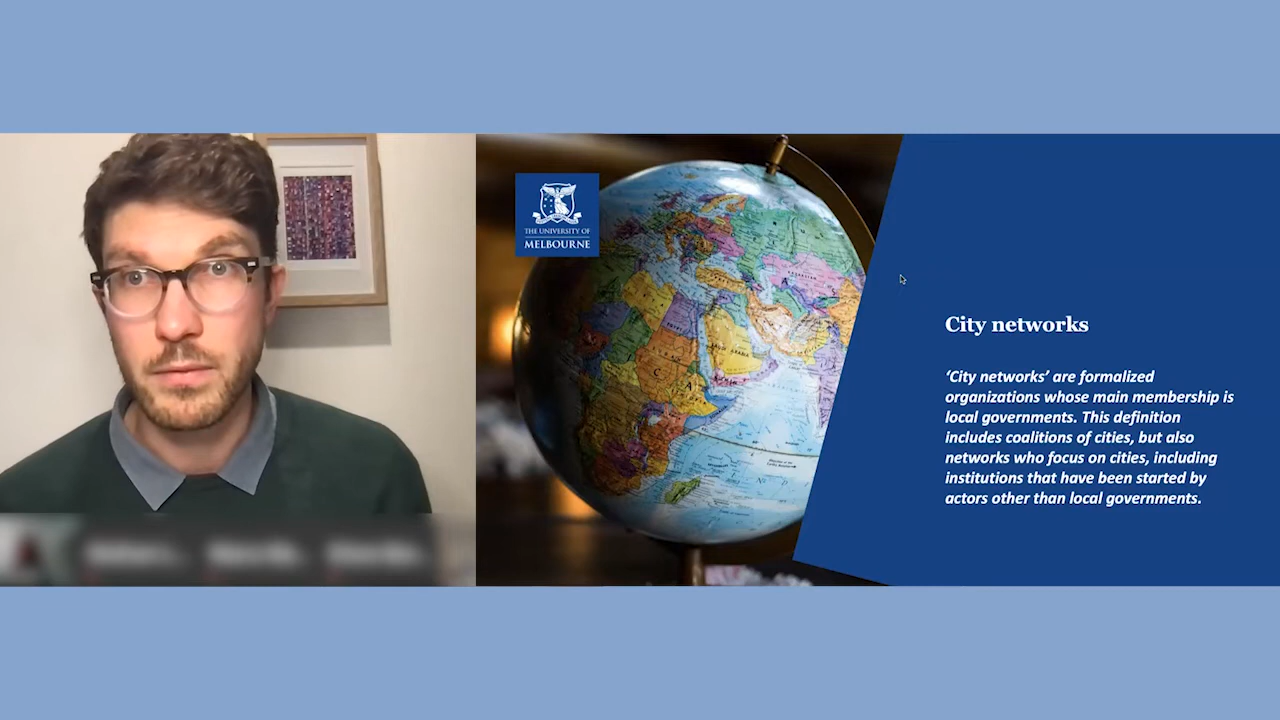 THE UNIVERSITY OF
MELBOURNE
City networks
‘City networks’ are formalized
organizations whose main membership is
local governments. This definition
includes coalitions of cities, but also
networks who focus on cities, including
institutions that have been started by
actors other than local governments.